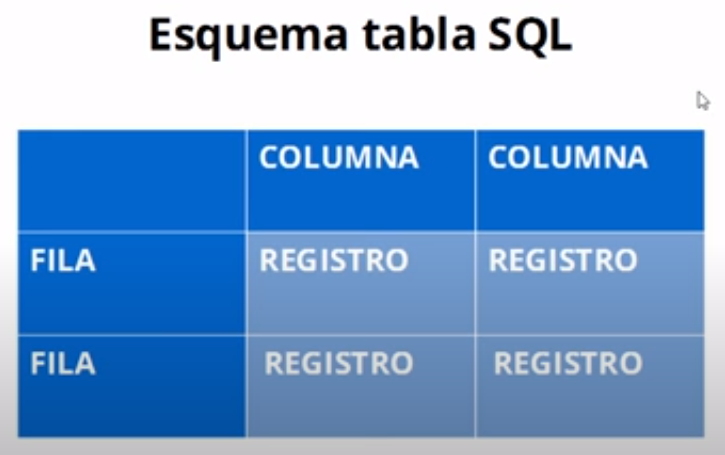 Esquema tabla SQL
COLUMNA COLUMNA
FILA REGISTRO REGISTRO
FILA REGISTRO REGISTRO